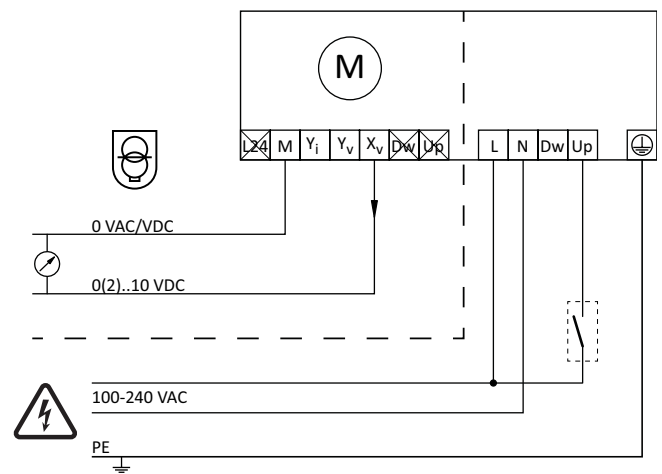 M
L24 M Yi Yv Xv Dw Up L N Dw Up
0 VAC/VDC
0(2)..10 VDC
100-240 VAC
PE